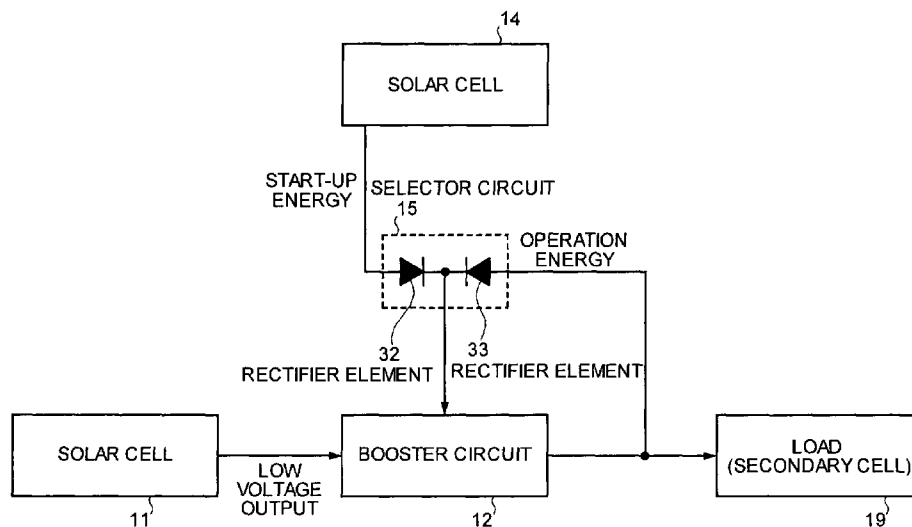 14
SOLAR CELL
START-UP
ENERGY
SELECTOR CIRCUIT
15
OPERATION
ENERGY
32
33
RECTIFIER ELEMENT
RECTIFIER ELEMENT
SOLAR CELL
BOOSTER CIRCUIT
LOAD
(SECONDARY CELL)
LOW
VOLTAGE
OUTPUT
11
12
19